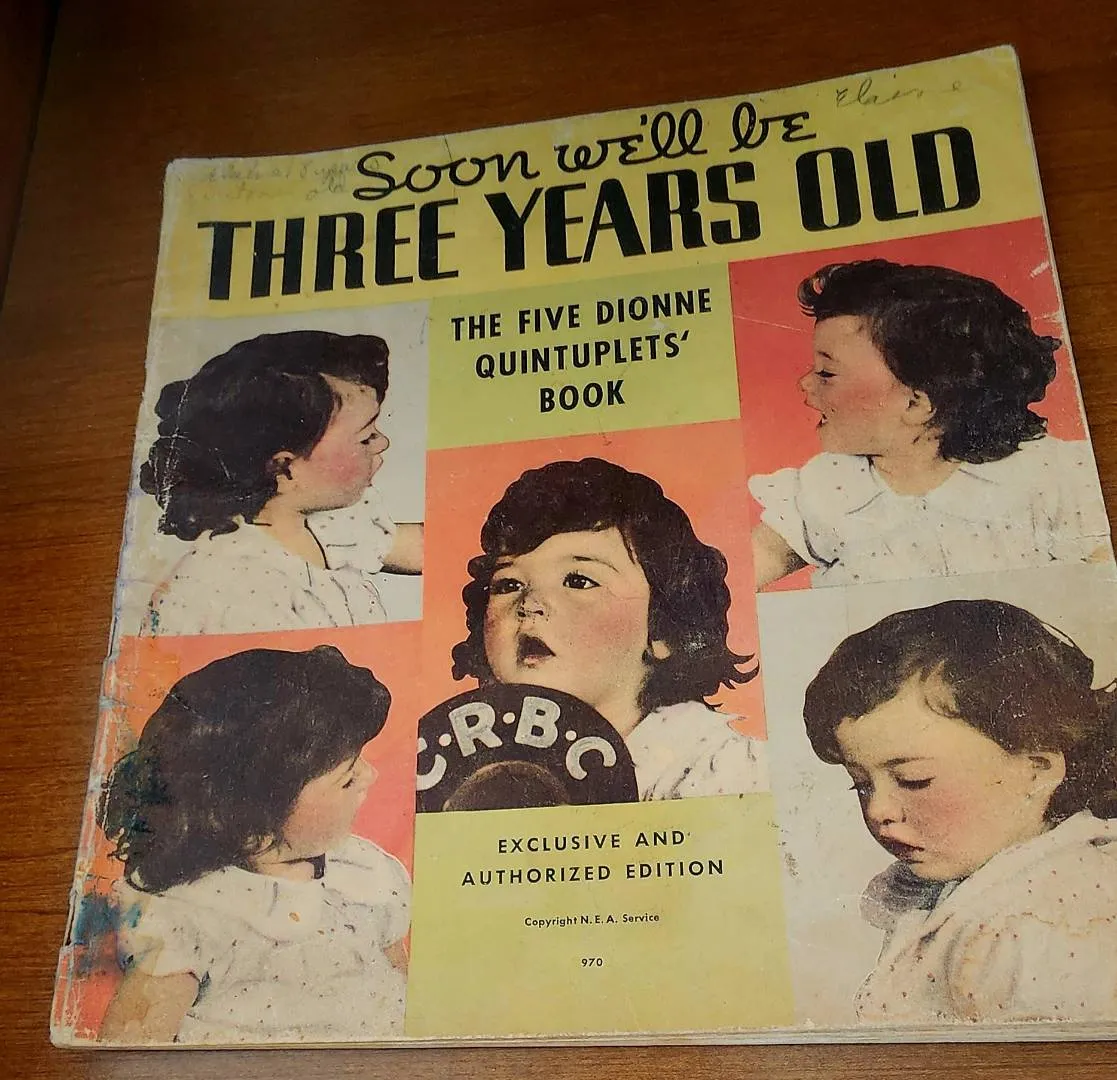 Elaine
Soon we'll be
THREE YEARS OLD
THE FIVE DIONNE
QUINTUPLETS'
BOOK
C·R·B·C
EXCLUSIVE AND
AUTHORIZED EDITION
Copyright N.E.A. Service
970